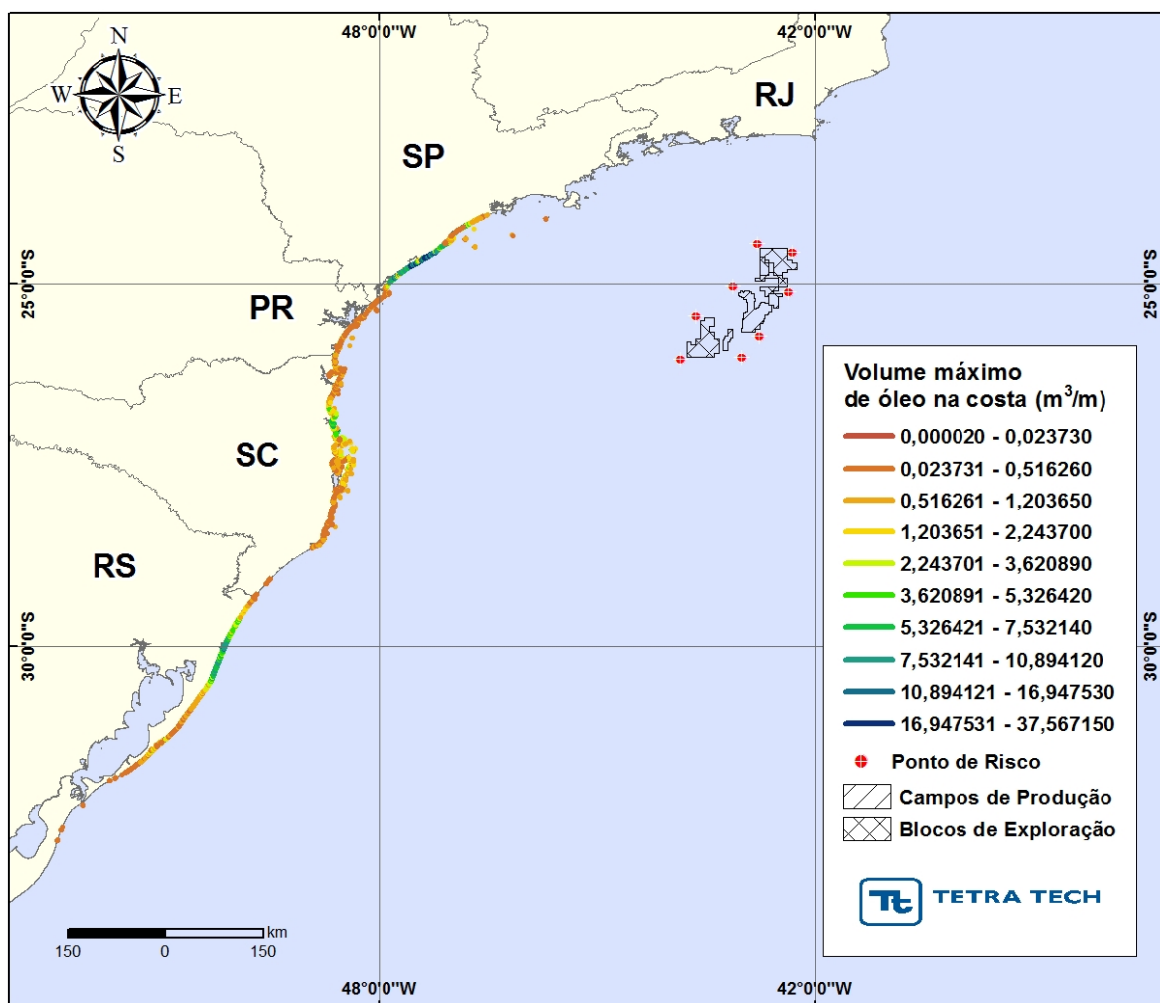 48°0'0"W
42°0'0"W
N
W
E
S
RJ
SP
25°0'0"S
25°0'0"S
PR
SC
RS
30°0'0"S
30°0'0"S
Volume máximo
de óleo na costa (m³/m)
0,000020 - 0,023730
0,023731 - 0,516260
0,516261 - 1,203650
1,203651 - 2,243700
2,243701 - 3,620890
3,620891 - 5,326420
5,326421 - 7,532140
7,532141 - 10,894120
10,894121 - 16,947530
16,947531 - 37,567150
Ponto de Risco
Campos de Produção
Blocos de Exploração
Tt TETRA TECH
km
150 0 150
48°0'0"W
42°0'0"W